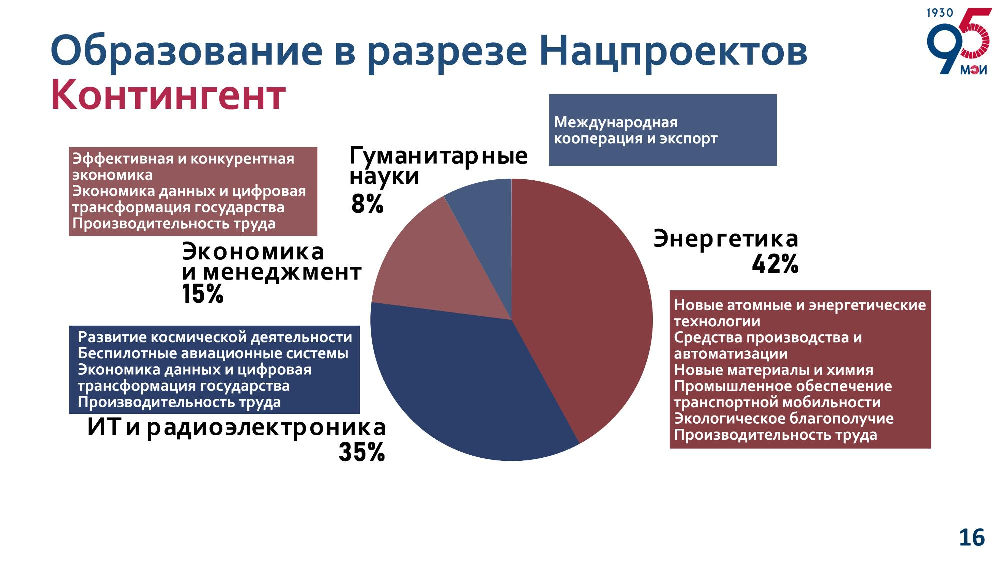 1930
95
МЭИ
Образование в разрезе Нацпроектов
Контингент
Международная
кооперация и экспорт
Эффективная и конкурентная
экономика
Экономика данных и цифровая
трансформация государства
Производительность труда
Гуманитарные
науки
8%
Экономика
и менеджмент
15%
Энергетика
42%
Новые атомные и энергетические
технологии
Средства производства и
автоматизации
Новые материалы и химия
Промышленное обеспечение
транспортной мобильности
Экологическое благополучие
Производительность труда
Развитие космической деятельности
Беспилотные авиационные системы
Экономика данных и цифровая
трансформация государства
Производительность труда
ИТ и радиоэлектроника
35%
16